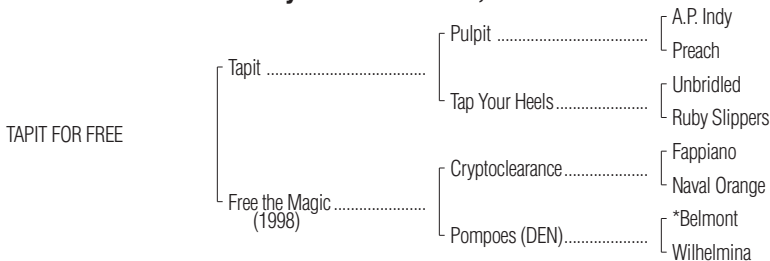 A.P. Indy
Pulpit ....................................
Preach
Tapit ......................................
Unbridled
Tap Your Heels......................
Ruby Slippers
TAPIT FOR FREE
Fappiano
Cryptoclearance....................
Naval Orange
Free the Magic ......................
(1998)
*Belmont
Pompoes (DEN)....................
Wilhelmina